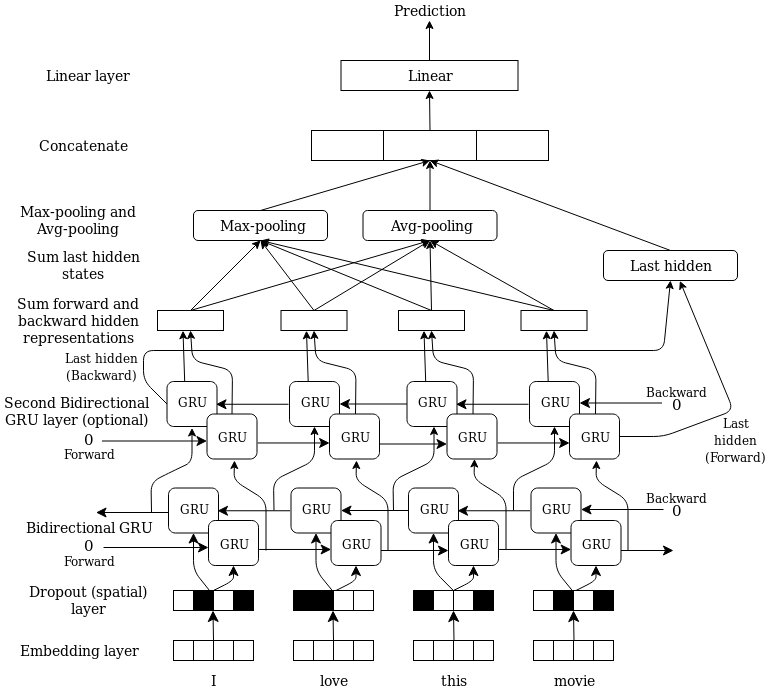 Prediction
Linear layer
Linear
Concatenate
Max-pooling and
Avg-pooling
Max-pooling
Avg-pooling
Sum last hidden
states
Last hidden
Sum forward and
backward hidden
representations
Last hidden
(Backward)
Second Bidirectional
GRU layer (optional)
GRU
GRU
GRU
GRU
Backward
0
0
Forward
GRU
GRU
GRU
GRU
Last
hidden
(Forward)
GRU
GRU
GRU
GRU
Backward
0
Bidirectional GRU
0
Forward
GRU
GRU
GRU
GRU
Dropout (spatial)
layer
Embedding layer
I
love
this
movie